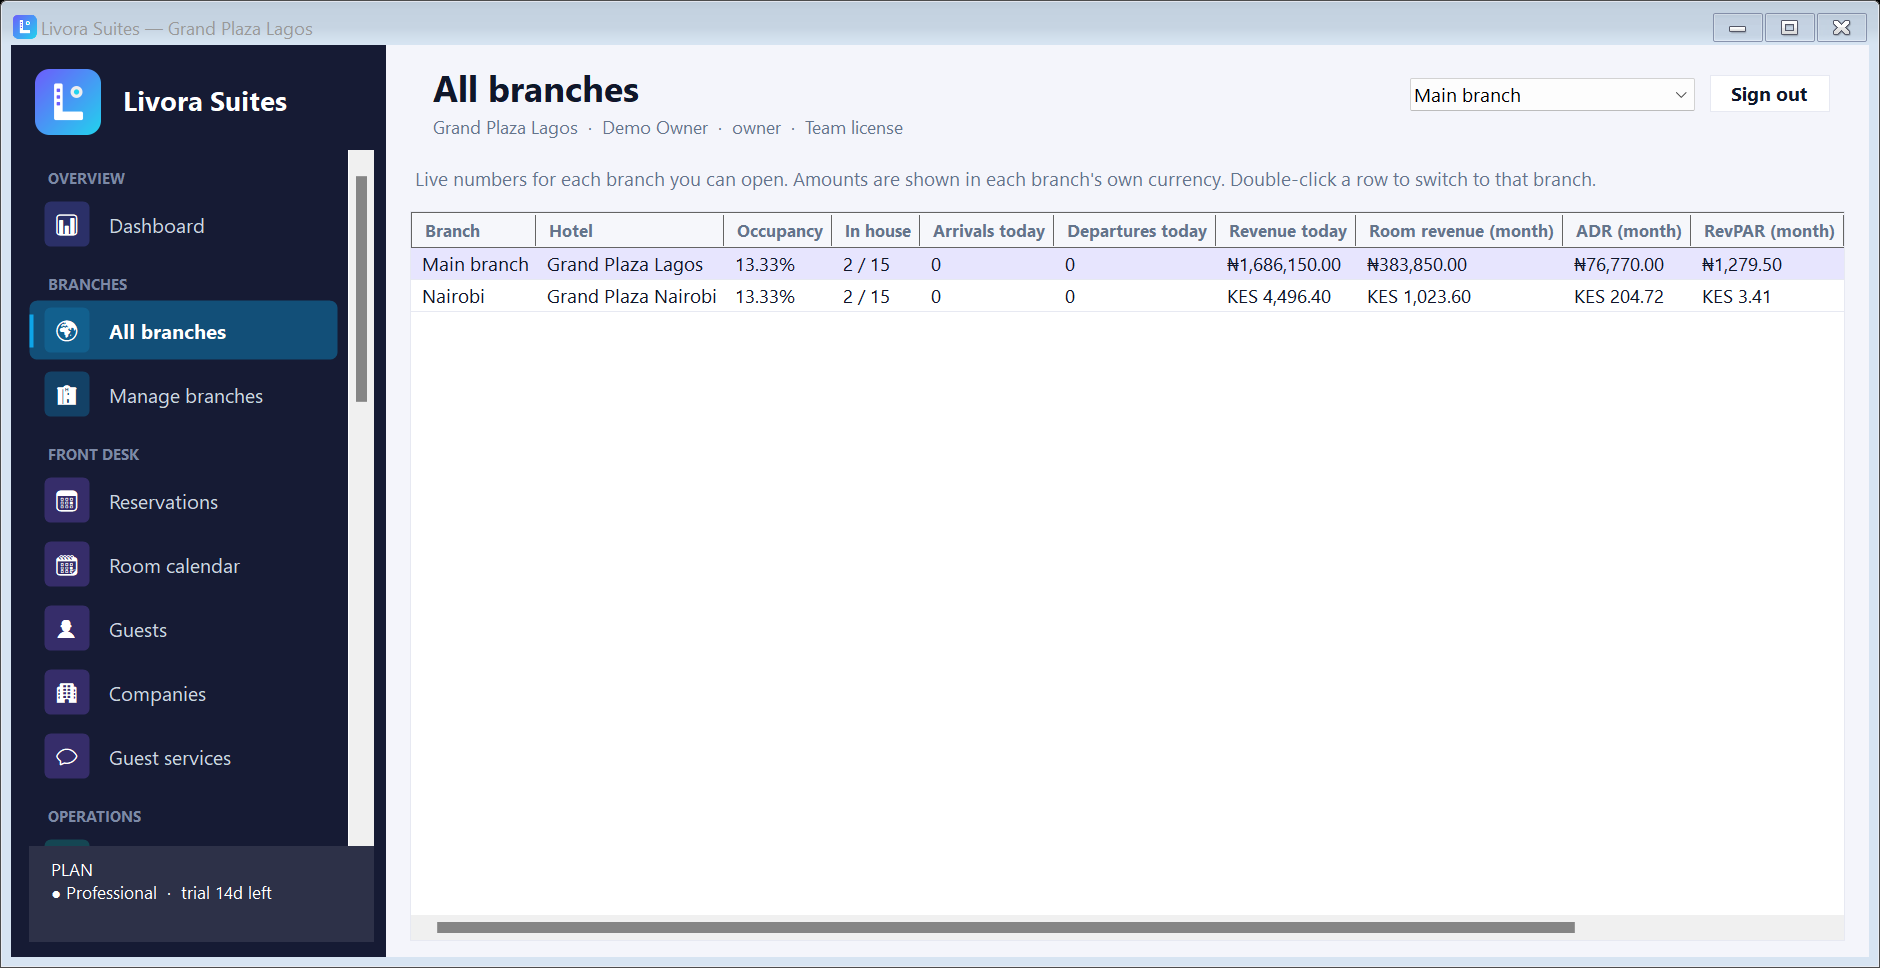 Livora Suites — Grand Plaza Lagos
Livora Suites
OVERVIEW
Dashboard
BRANCHES
All branches
Manage branches
FRONT DESK
Reservations
Room calendar
Guests
Companies
Guest services
OPERATIONS
PLAN
● Professional · trial 14d left
All branches
Grand Plaza Lagos · Demo Owner · owner · Team license
Main branch
Sign out
Live numbers for each branch you can open. Amounts are shown in each branch's own currency. Double-click a row to switch to that branch.
Branch Hotel Occupancy In house Arrivals today Departures today Revenue today Room revenue (month) ADR (month) RevPAR (month)
Main branch Grand Plaza Lagos 13.33% 2 / 15 0 0 ₦1,686,150.00 ₦383,850.00 ₦76,770.00 ₦1,279.50
Nairobi Grand Plaza Nairobi 13.33% 2 / 15 0 0 KES 4,496.40 KES 1,023.60 KES 204.72 KES 3.41